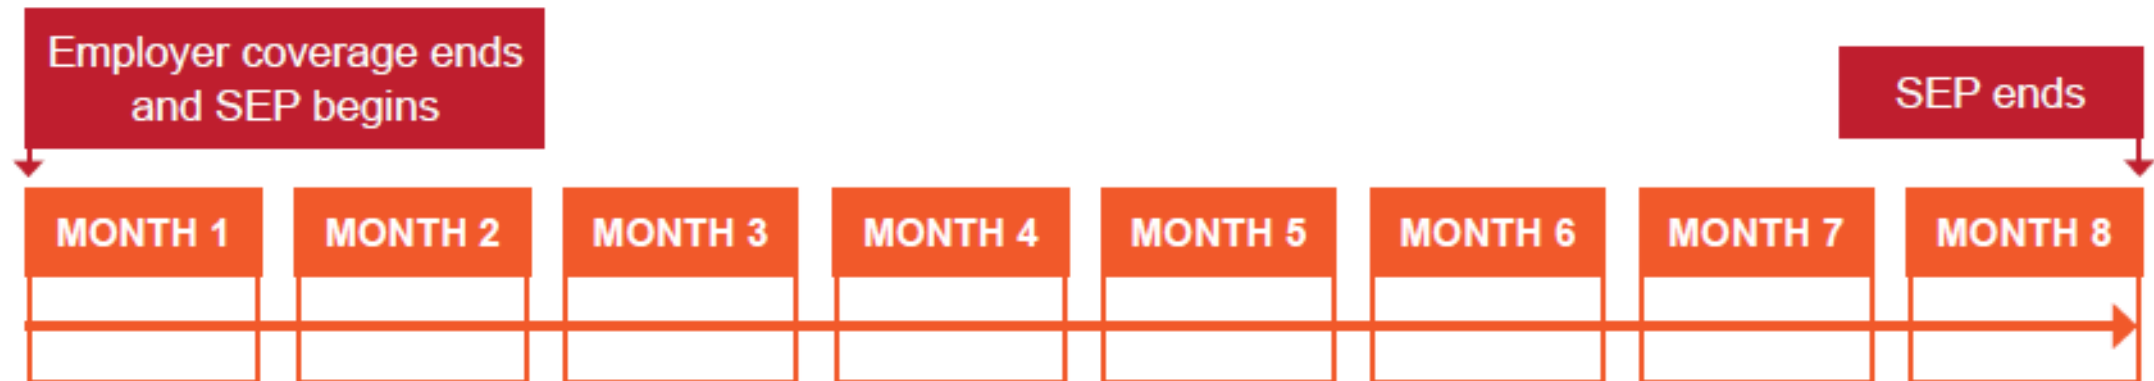 Employer coverage ends
and SEP begins
SEP ends
MONTH 1
MONTH 2
MONTH 3
MONTH 4
MONTH 5
MONTH 6
MONTH 7
MONTH 8